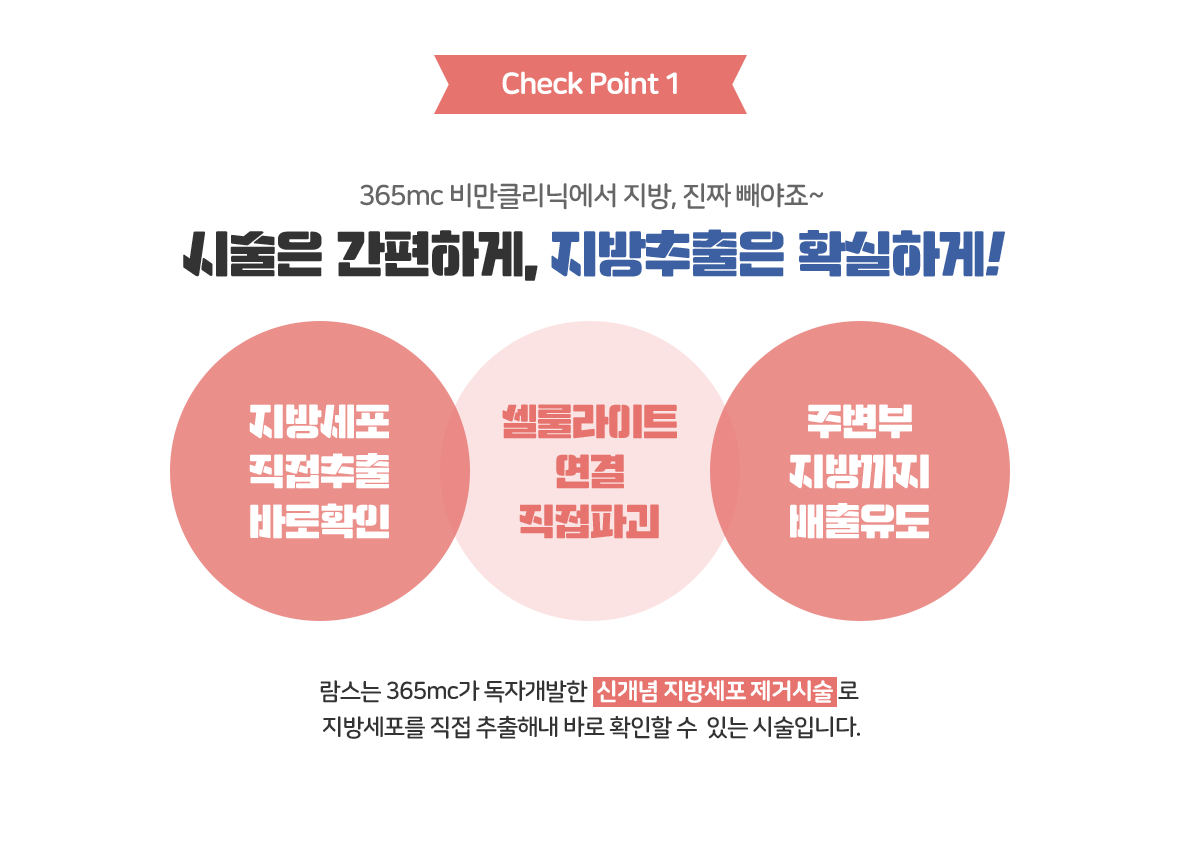 Check Point 1
365mc 비만클리닉에서 지방, 진짜 빼야죠~
시술은 간편하게, 지방추출은 확실하게!
지방세포
직접추출
바로확인
셀룰라이트
연결
직접파괴
주변부
지방까지
배출유도
람스는 365mc가 독자개발한 신개념 지방세포 제거시술로
지방세포를 직접 추출해내 바로 확인할 수 있는 시술입니다.